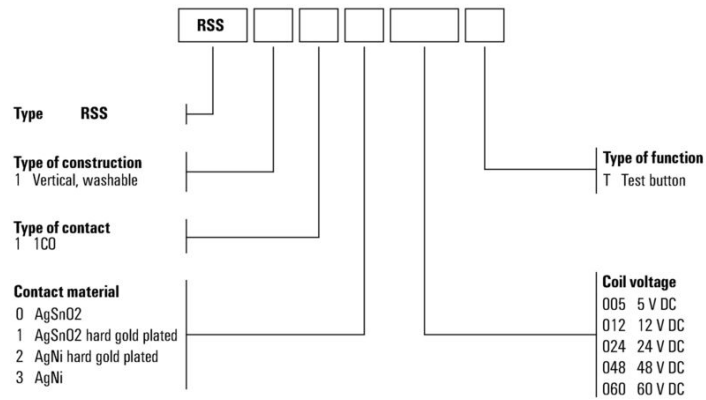 RSS
Type RSS
Type of construction
1 Vertical, washable
Type of contact
1 1CO
Contact material
0 AgSnO2
1 AgSnO2 hard gold plated
2 AgNi hard gold plated
3 AgNi
Type of function
T Test button
Coil voltage
005 5 V DC
012 12 V DC
024 24 V DC
048 48 V DC
060 60 V DC